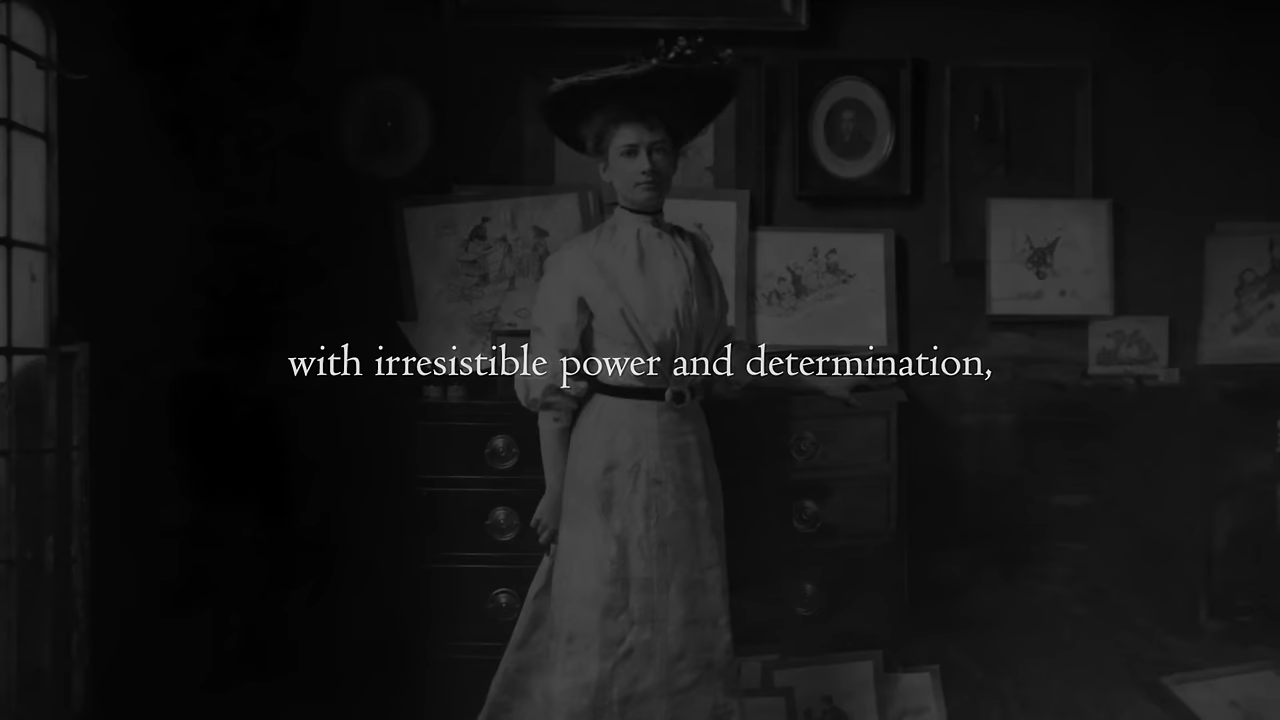 with irresistible power and determination,